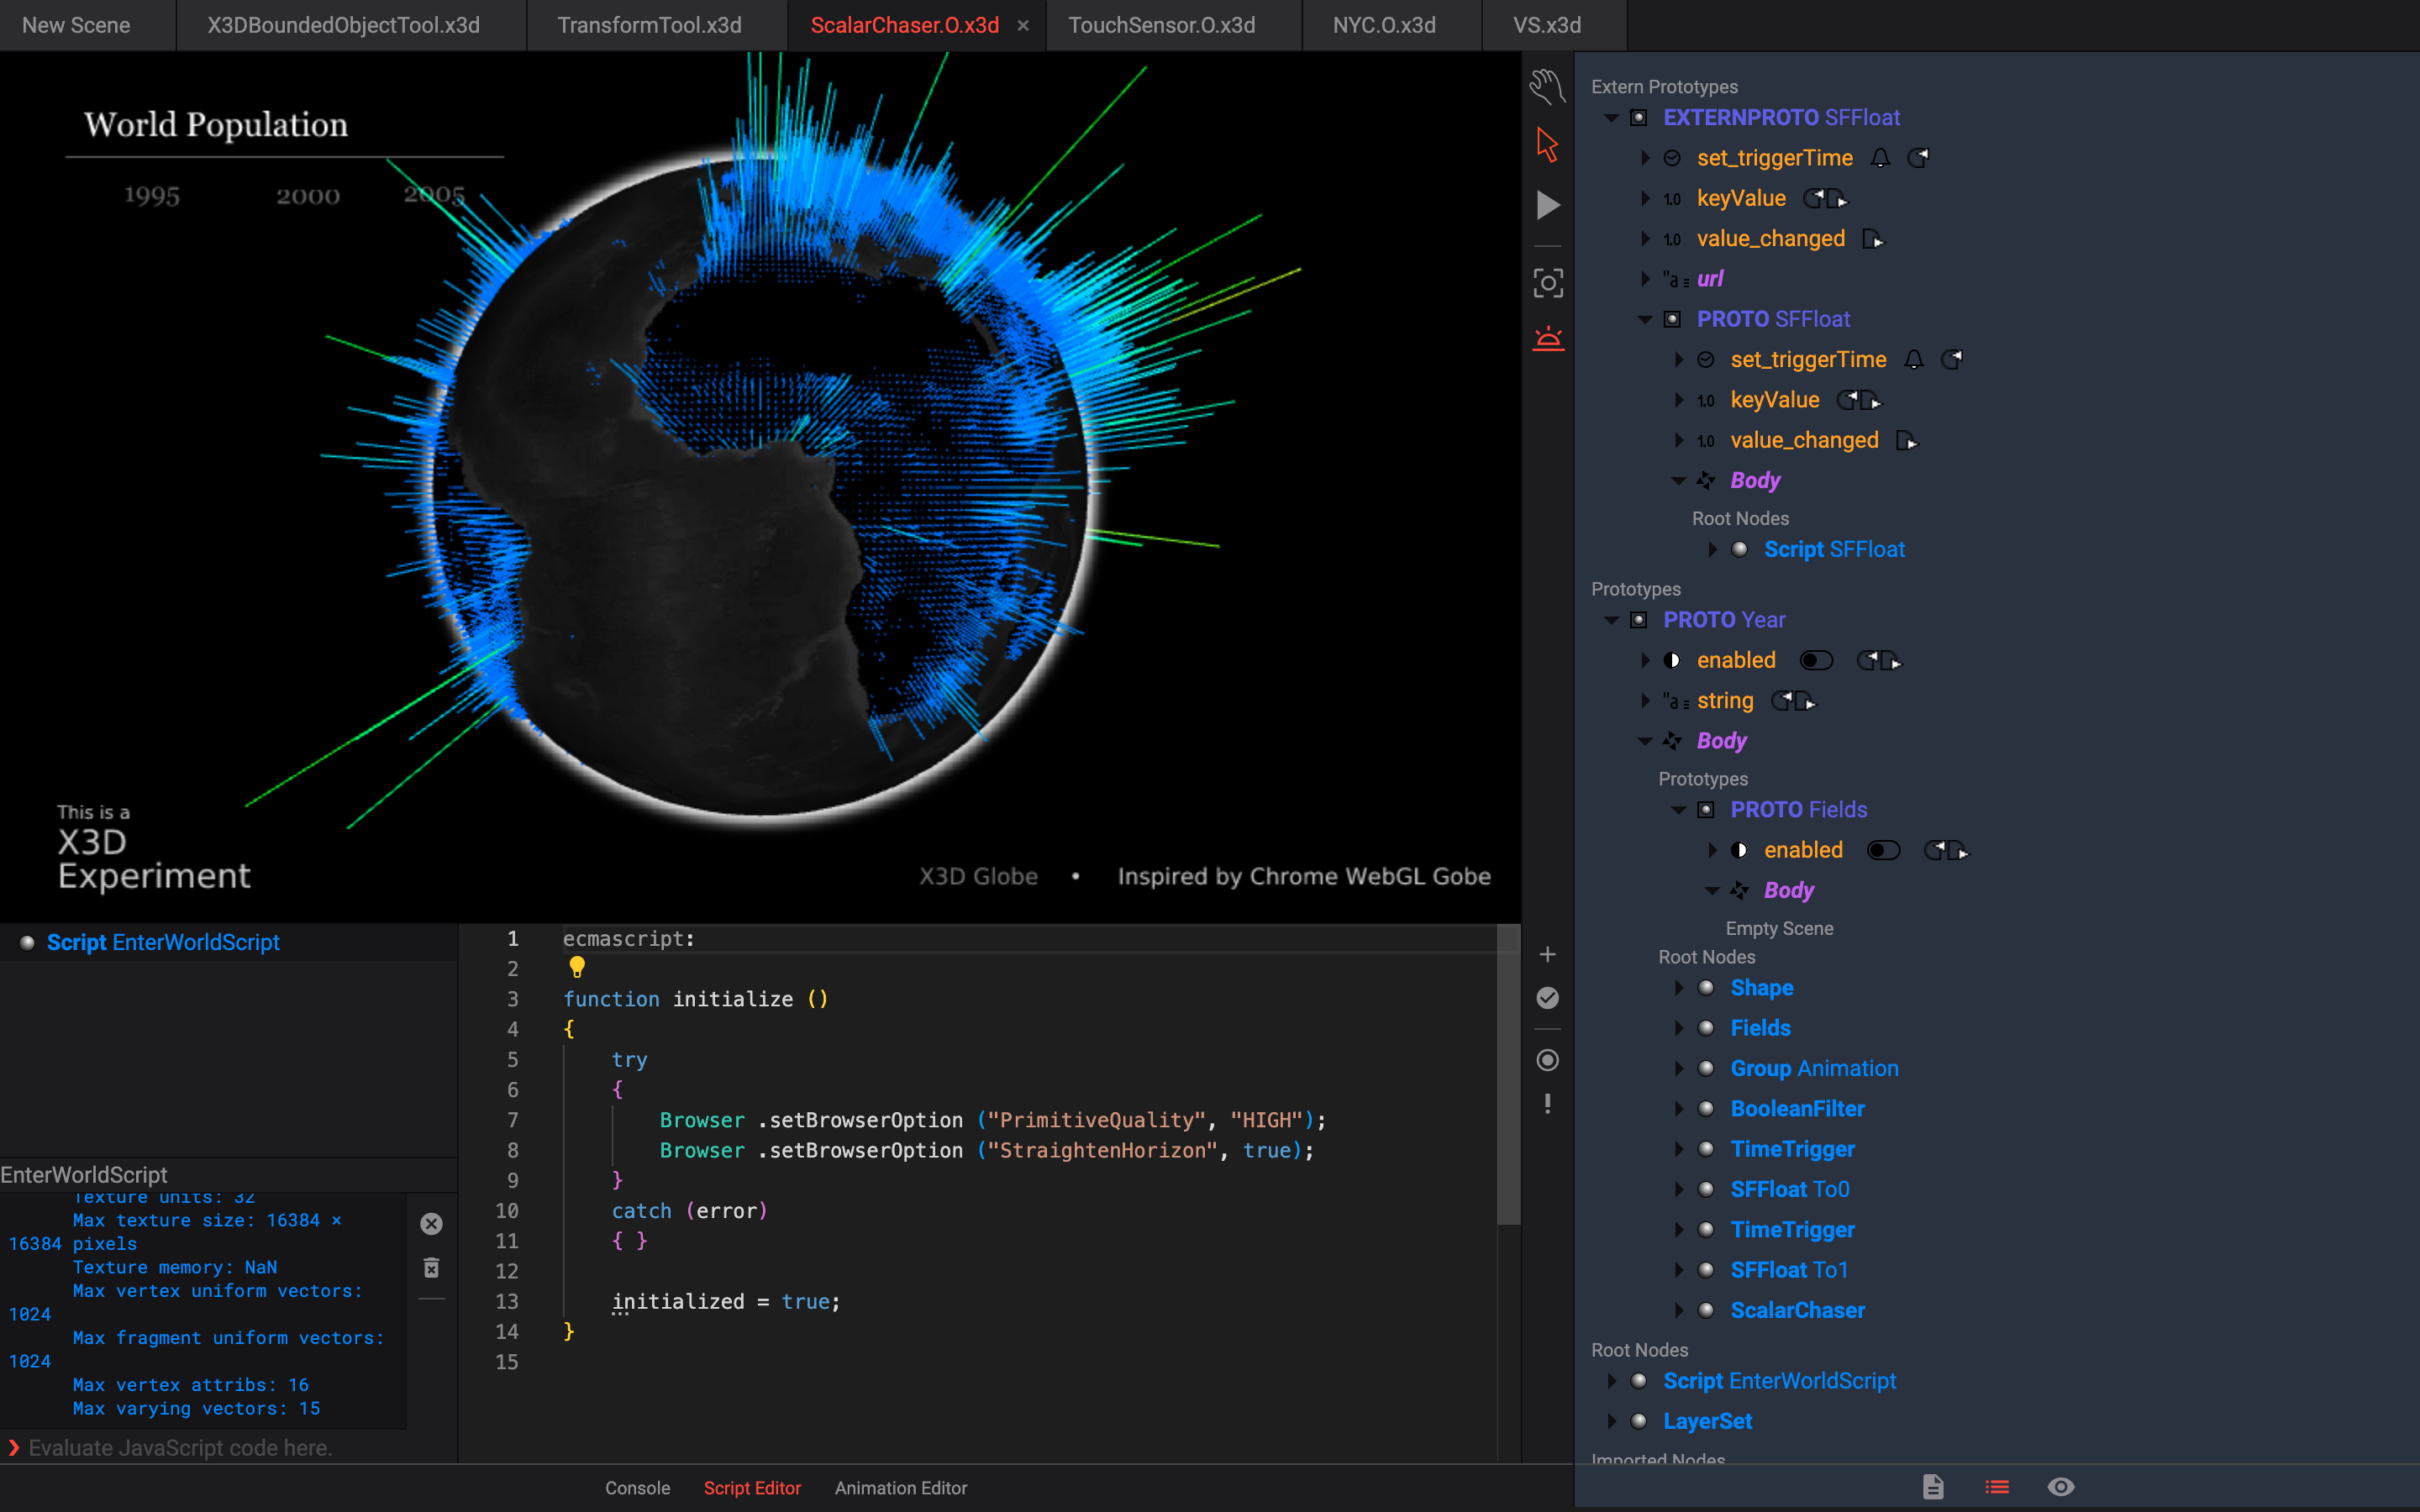 New Scene
X3DBoundedObjectTool.x3d
TransformTool.x3d
ScalarChaser.O.x3d ×
TouchSensor.O.x3d
NYC.O.x3d
VS.x3d
World Population
1995 2000 2005
This is a
X3D
Experiment
X3D Globe • Inspired by Chrome WebGL Gobe
Script EnterWorldScript
EnterWorldScript
Texture units: 32
Max texture size: 16384 ×
16384 pixels
Texture memory: NaN
Max vertex uniform vectors:
1024
Max fragment uniform vectors:
1024
Max vertex attribs: 16
Max varying vectors: 15
Evaluate JavaScript code here.
1 ecmascript:
2
3 function initialize ()
4 {
5 try
6 {
7 Browser .setBrowserOption ("PrimitiveQuality", "HIGH");
8 Browser .setBrowserOption ("StraightenHorizon", true);
9 }
10 catch (error)
11 { }
12
13 initialized = true;
14 }
15
Console Script Editor Animation Editor
Extern Prototypes
EXTERNPROTO SFFloat
set_triggerTime
1.0 keyValue
1.0 value_changed
"a url
PROTO SFFloat
set_triggerTime
1.0 keyValue
1.0 value_changed
Body
Root Nodes
Script SFFloat
Prototypes
PROTO Year
enabled
"a string
Body
Prototypes
PROTO Fields
enabled
Body
Empty Scene
Root Nodes
Shape
Fields
Group Animation
BooleanFilter
TimeTrigger
SFFloat To0
TimeTrigger
SFFloat To1
ScalarChaser
Root Nodes
Script EnterWorldScript
LayerSet
Imported Nodes